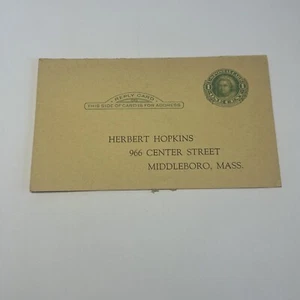 REPLY CARD
THIS SIDE OF CARD IS FOR ADDRESS
HERBERT HOPKINS
966 CENTER STREET
MIDDLEBORO, MASS.